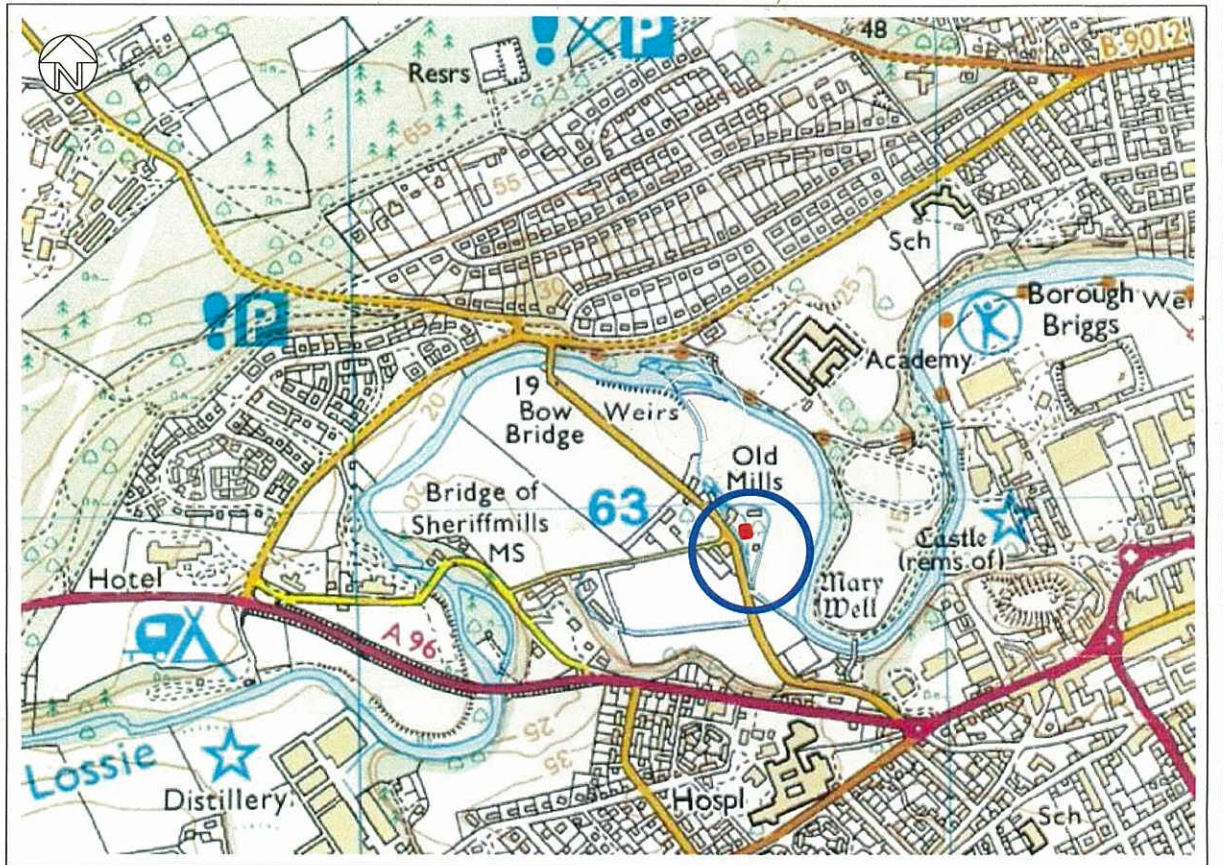 N
48
B 9012
P
Resrs
65
55
Sch
30
25
P
Borough
Briggs
Academy
19
Bow
Bridge
Weirs
20
Old
Mills
Bridge of
Sheriffmills
MS
20
63
15
Castle
(rems of)
Hotel
Mary
Well
A 96
25
35
Lossie
Distillery
Hospl
Sch